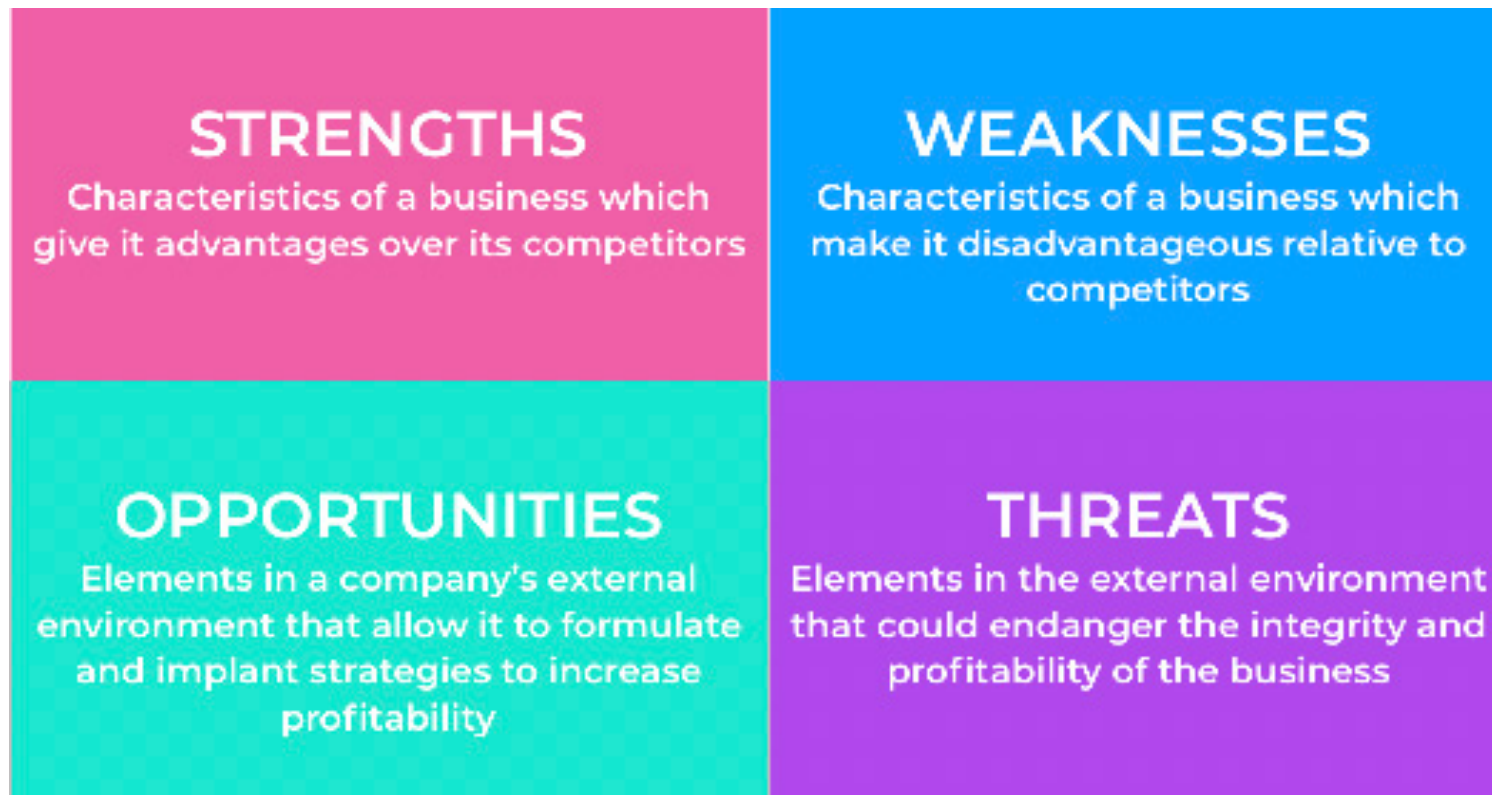 STRENGTHS
Characteristics of a business which
give it advantages over its competitors
WEAKNESSES
Characteristics of a business which
make it disadvantageous relative to
competitors
OPPORTUNITIES
Elements in a company's external
environment that allow it to formulate
and implant strategies to increase
profitability
THREATS
Elements in the external environment
that could endanger the integrity and
profitability of the business